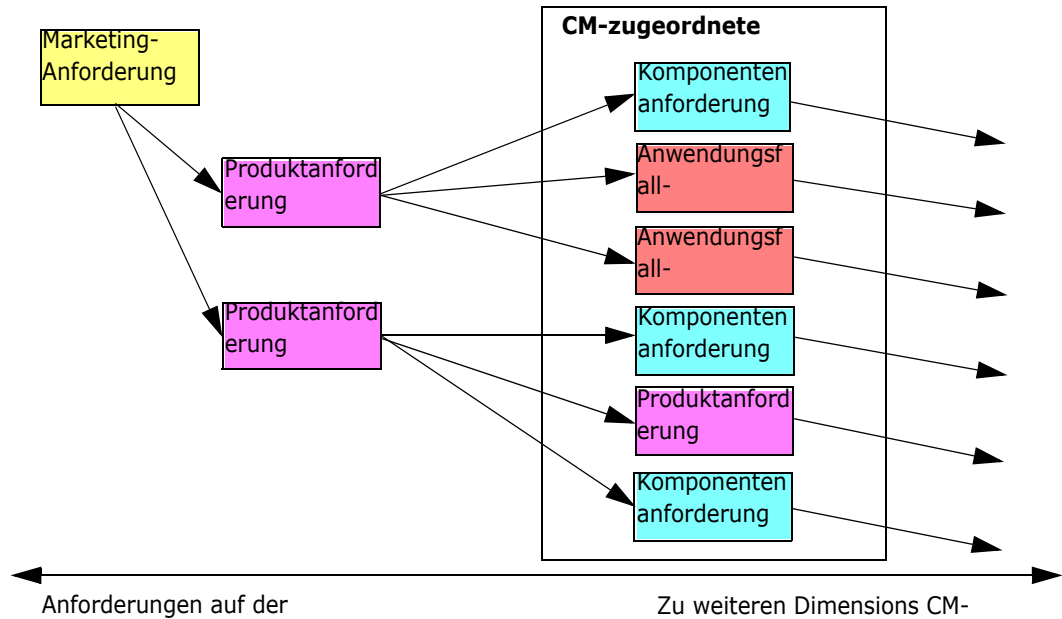 CM-zugeordnete
Marketing-
Anforderung
Produktanford
erung
Produktanford
erung
Komponenten
anforderung
Anwendungsf
all-
Anwendungsf
all-
Komponenten
anforderung
Produktanford
erung
Komponenten
anforderung
Anforderungen auf der
Zu weiteren Dimensions CM-